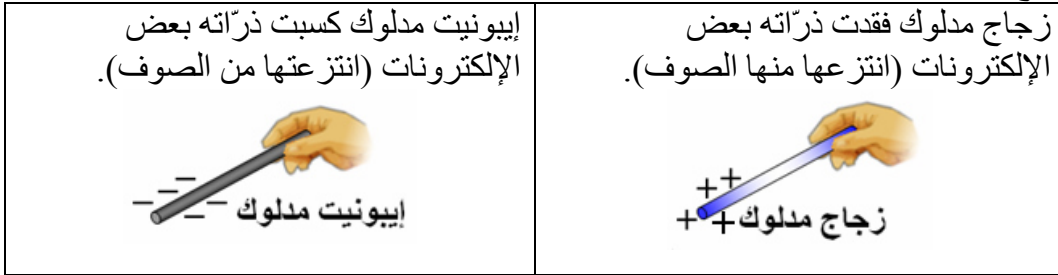 زجاج مدلوك فقدت ذرّاته بعض
الإلكترونات (انتزعها منها الصوف).
زجاج مدلوك
إيبونيت مدلوك كسبت ذرّاته بعض
الإلكترونات (انتزعتها من الصوف).
إيبونيت مدلوك